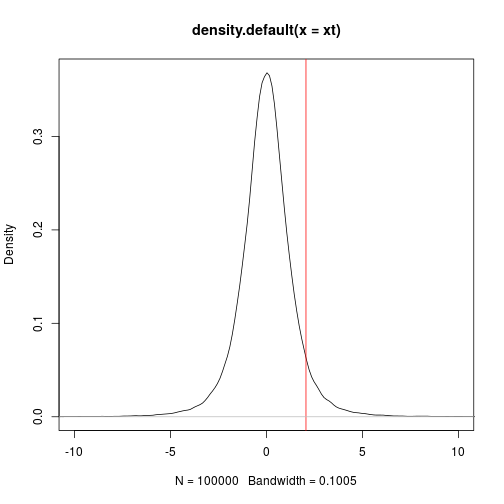 density.default(x = xt)
Density
0.3
0.2
0.1
0.0
-10 -5 0 5 10
N = 100000 Bandwidth = 0.1005